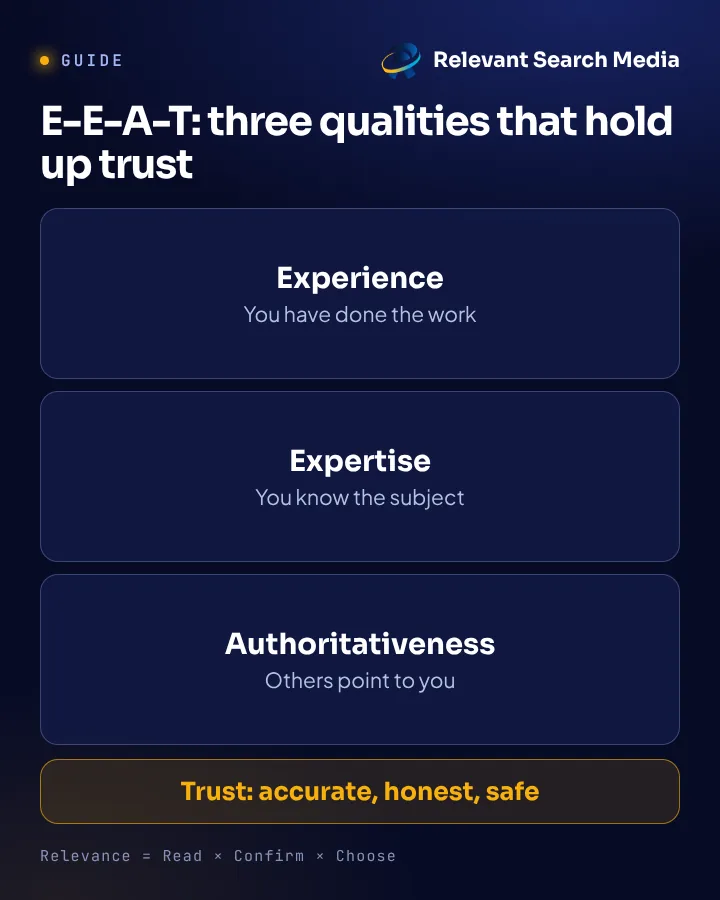 GUIDE
Relevant Search Media
E-E-A-T: three qualities that hold
up trust
Experience
You have done the work
Expertise
You know the subject
Authoritativeness
Others point to you
Trust: accurate, honest, safe
Relevance = Read × Confirm × Choose